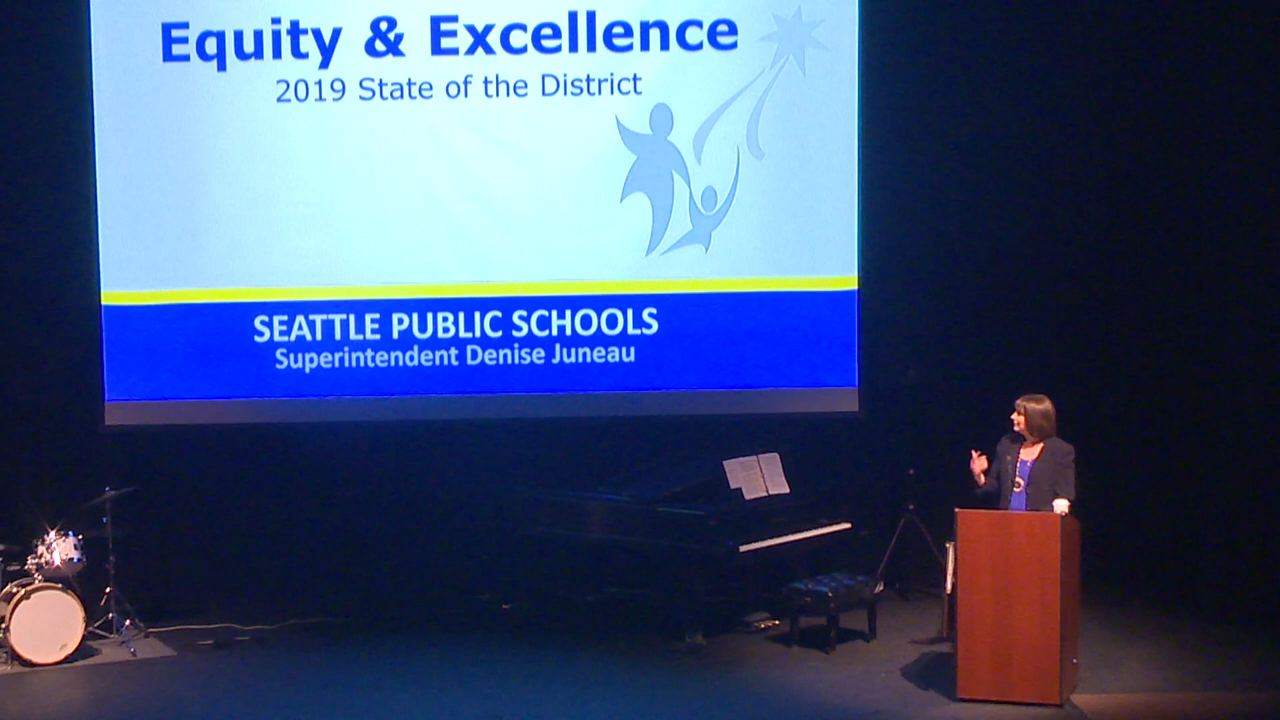 Equity & Excellence
2019 State of the District
SEATTLE PUBLIC SCHOOLS
Superintendent Denise Juneau